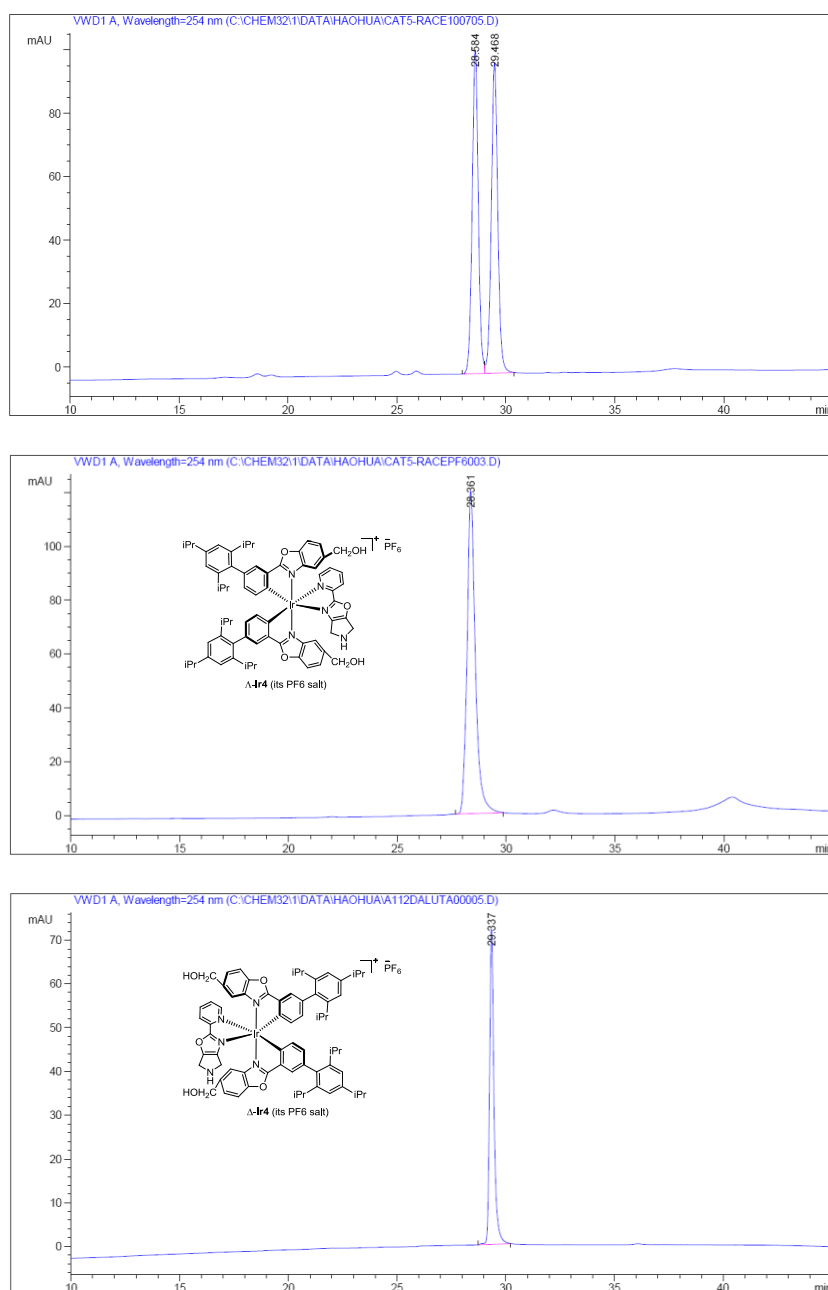 VWD1 A, Wavelength=254 nm (C:\CHEM32\1\DATA\HAOHUA\CAT5-RACE100705.D)
mAU
28.584
29.468
80
60
40
20
0
10 15 20 25 30 35 40 min
VWD1 A, Wavelength=254 nm (C:\CHEM32\1\DATA\HAOHUA\CAT5-RACEPF6003.D)
mAU
28.361
100
80
60
40
20
0
iPr iPr iPr O CH₂OH + PF₆ −
N N O
Ir N N H
iPr N
iPr iPr O CH₂OH
Λ-Ir4 (its PF6 salt)
10 15 20 25 30 35 40 min
VWD1 A, Wavelength=254 nm (C:\CHEM32\1\DATA\HAOHUA\A112DALUTA00005.D)
mAU
29.337
70
60
50
40
30
20
10
0
HOH₂C O iPr iPr + PF₆ −
N iPr
N Ir
O N
N H N iPr
HOH₂C O iPr iPr
Δ-Ir4 (its PF6 salt)
10 15 20 25 30 35 40 min